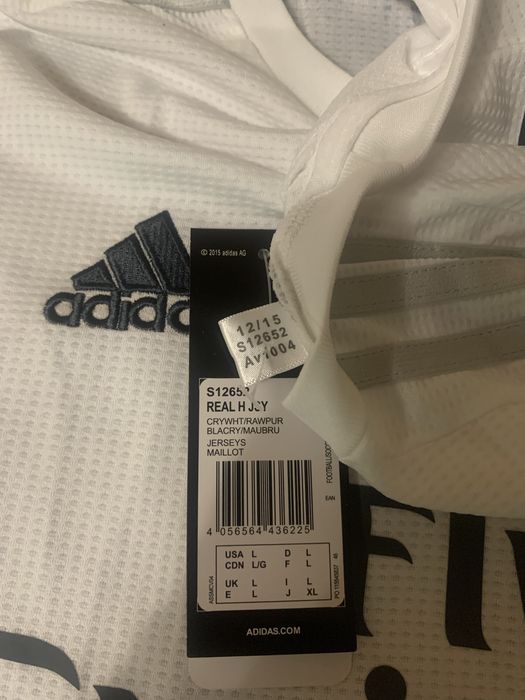 © 2015 adidas AG
adidas
12/15
S12652
S12652
REAL H JSY
CRYWHT/RAWPUR
BLACRY/MAUBRU
JERSEYS
MAILLOT
EAN
4 056564 436225
USA L D L
CDN L/G F L
UK L I L
E L J XL
ADIDAS.COM